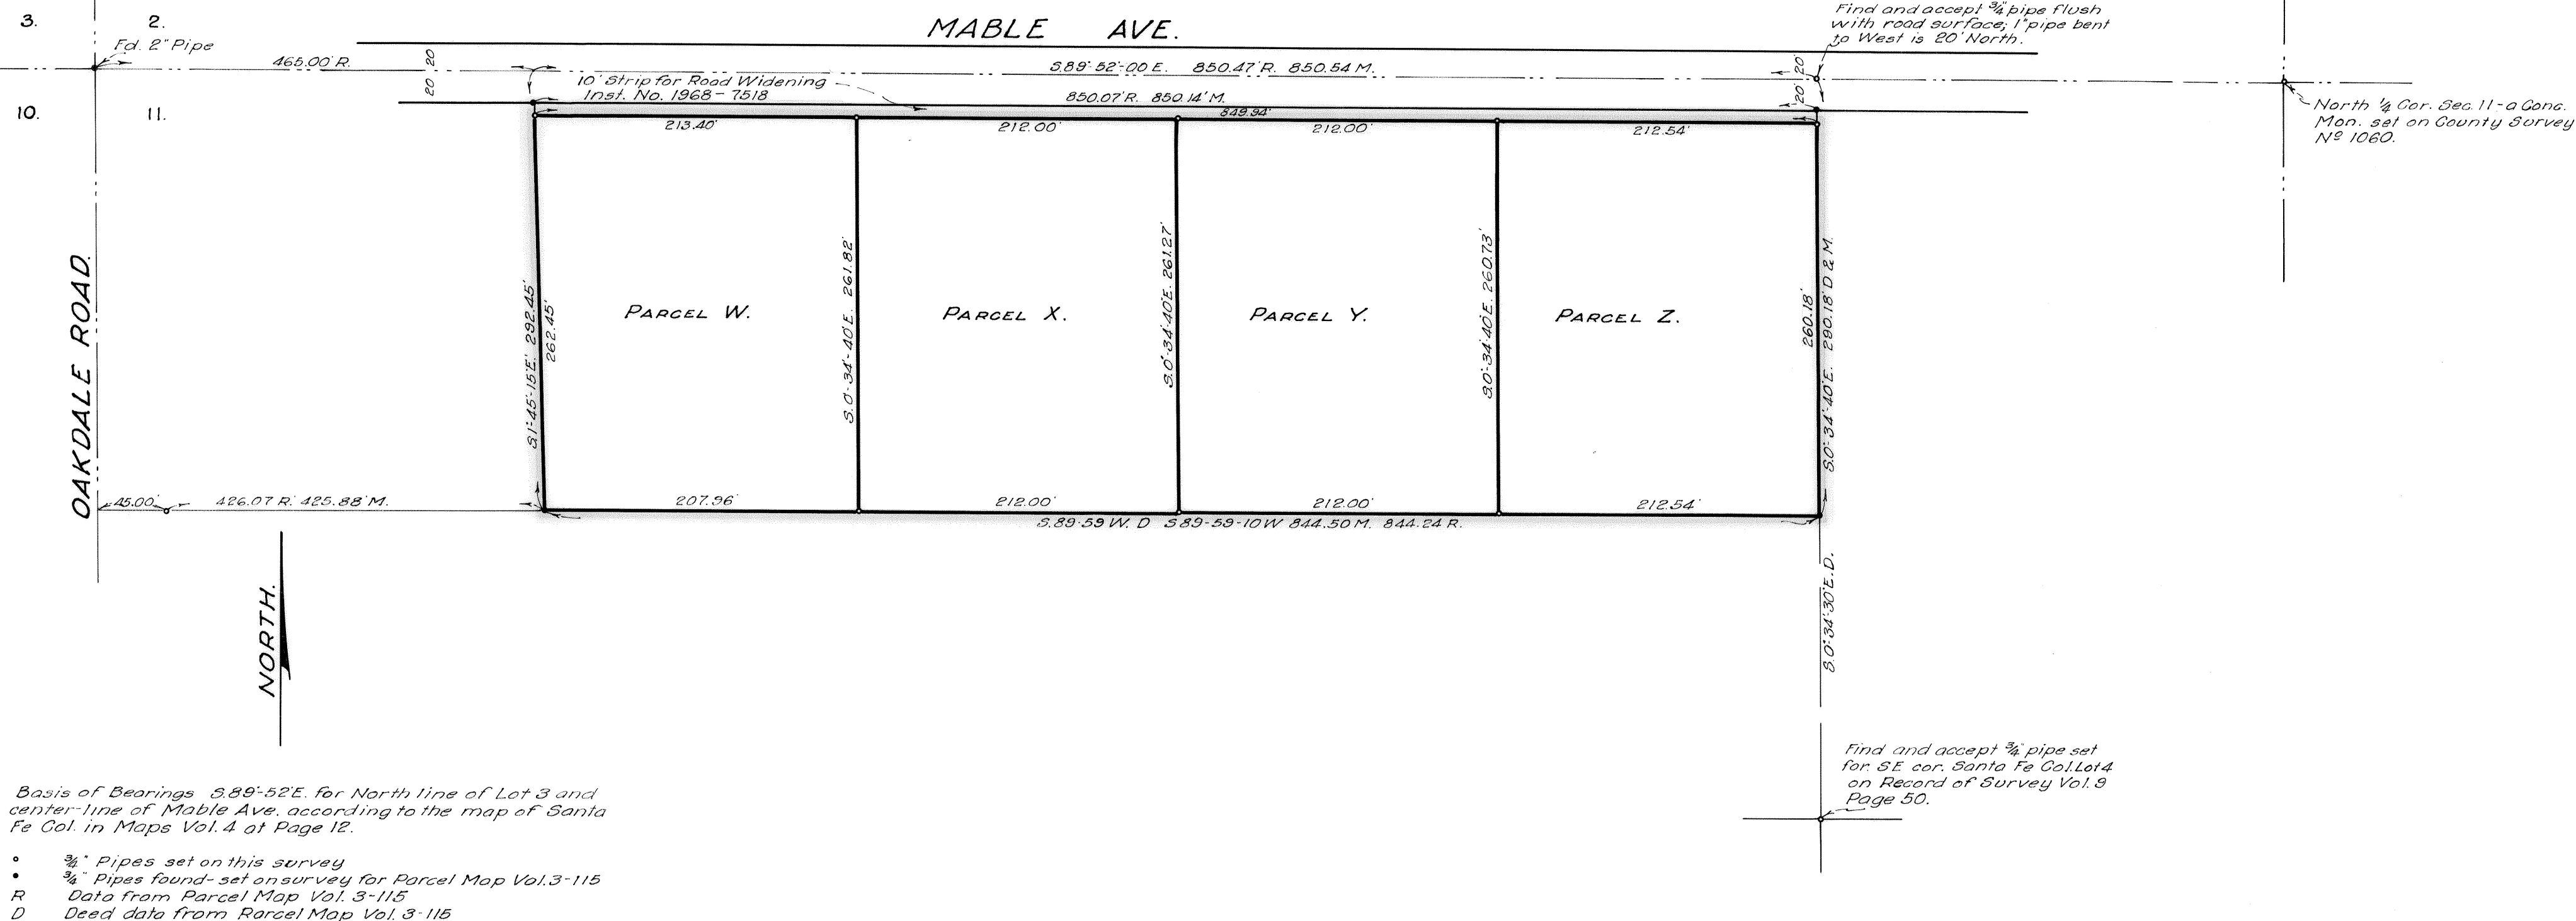 3.
2.
MABLE AVE.
Find and accept ¾" pipe flush
with road surface; 1" pipe bent
to West is 20' North.
Fd. 2" Pipe
465.00' R.
20
20
S.89°-52'-00 E. 850.47' R. 850.54 M.
20'
20'
10' Strip for Road Widening
Inst. No. 1968-7518
850.07' R. 850.14' M.
10.
11.
North ¼ Cor. Sec. 11-a Conc.
Mon. set on County Survey
Nº 1060.
849.94'
213.40'
212.00'
212.00'
212.54'
OAKDALE ROAD.
S.1°-45'-15"E. 292.45'
262.45'
PARCEL W.
S.0°-34'-40"E. 261.82'
PARCEL X.
S.0°-34'-40"E. 261.27'
PARCEL Y.
S.0°-34'-40"E. 260.73'
PARCEL Z.
260.18'
S.0°-34'-40"E. 290.18' D & M.
45.00'
426.07 R. 425.88' M.
207.96'
212.00'
212.00'
212.54'
S.89-59 W. D S 89-59-10 W 844.50 M. 844.24 R.
S.0°-34'-30"E. D.
NORTH.
Find and accept ¾" pipe set
for SE cor. Santa Fe Col. Lot 4
on Record of Survey Vol. 9
Page 50.
Basis of Bearings S.89°-52'E. for North line of Lot 3 and
center-line of Mable Ave. according to the map of Santa
Fe Col. in Maps Vol. 4 at Page 12.
¾" Pipes set on this survey
¾" Pipes found-set on survey for Parcel Map Vol. 3-115
R Data from Parcel Map Vol. 3-115
D Deed data from Parcel Map Vol. 3-115